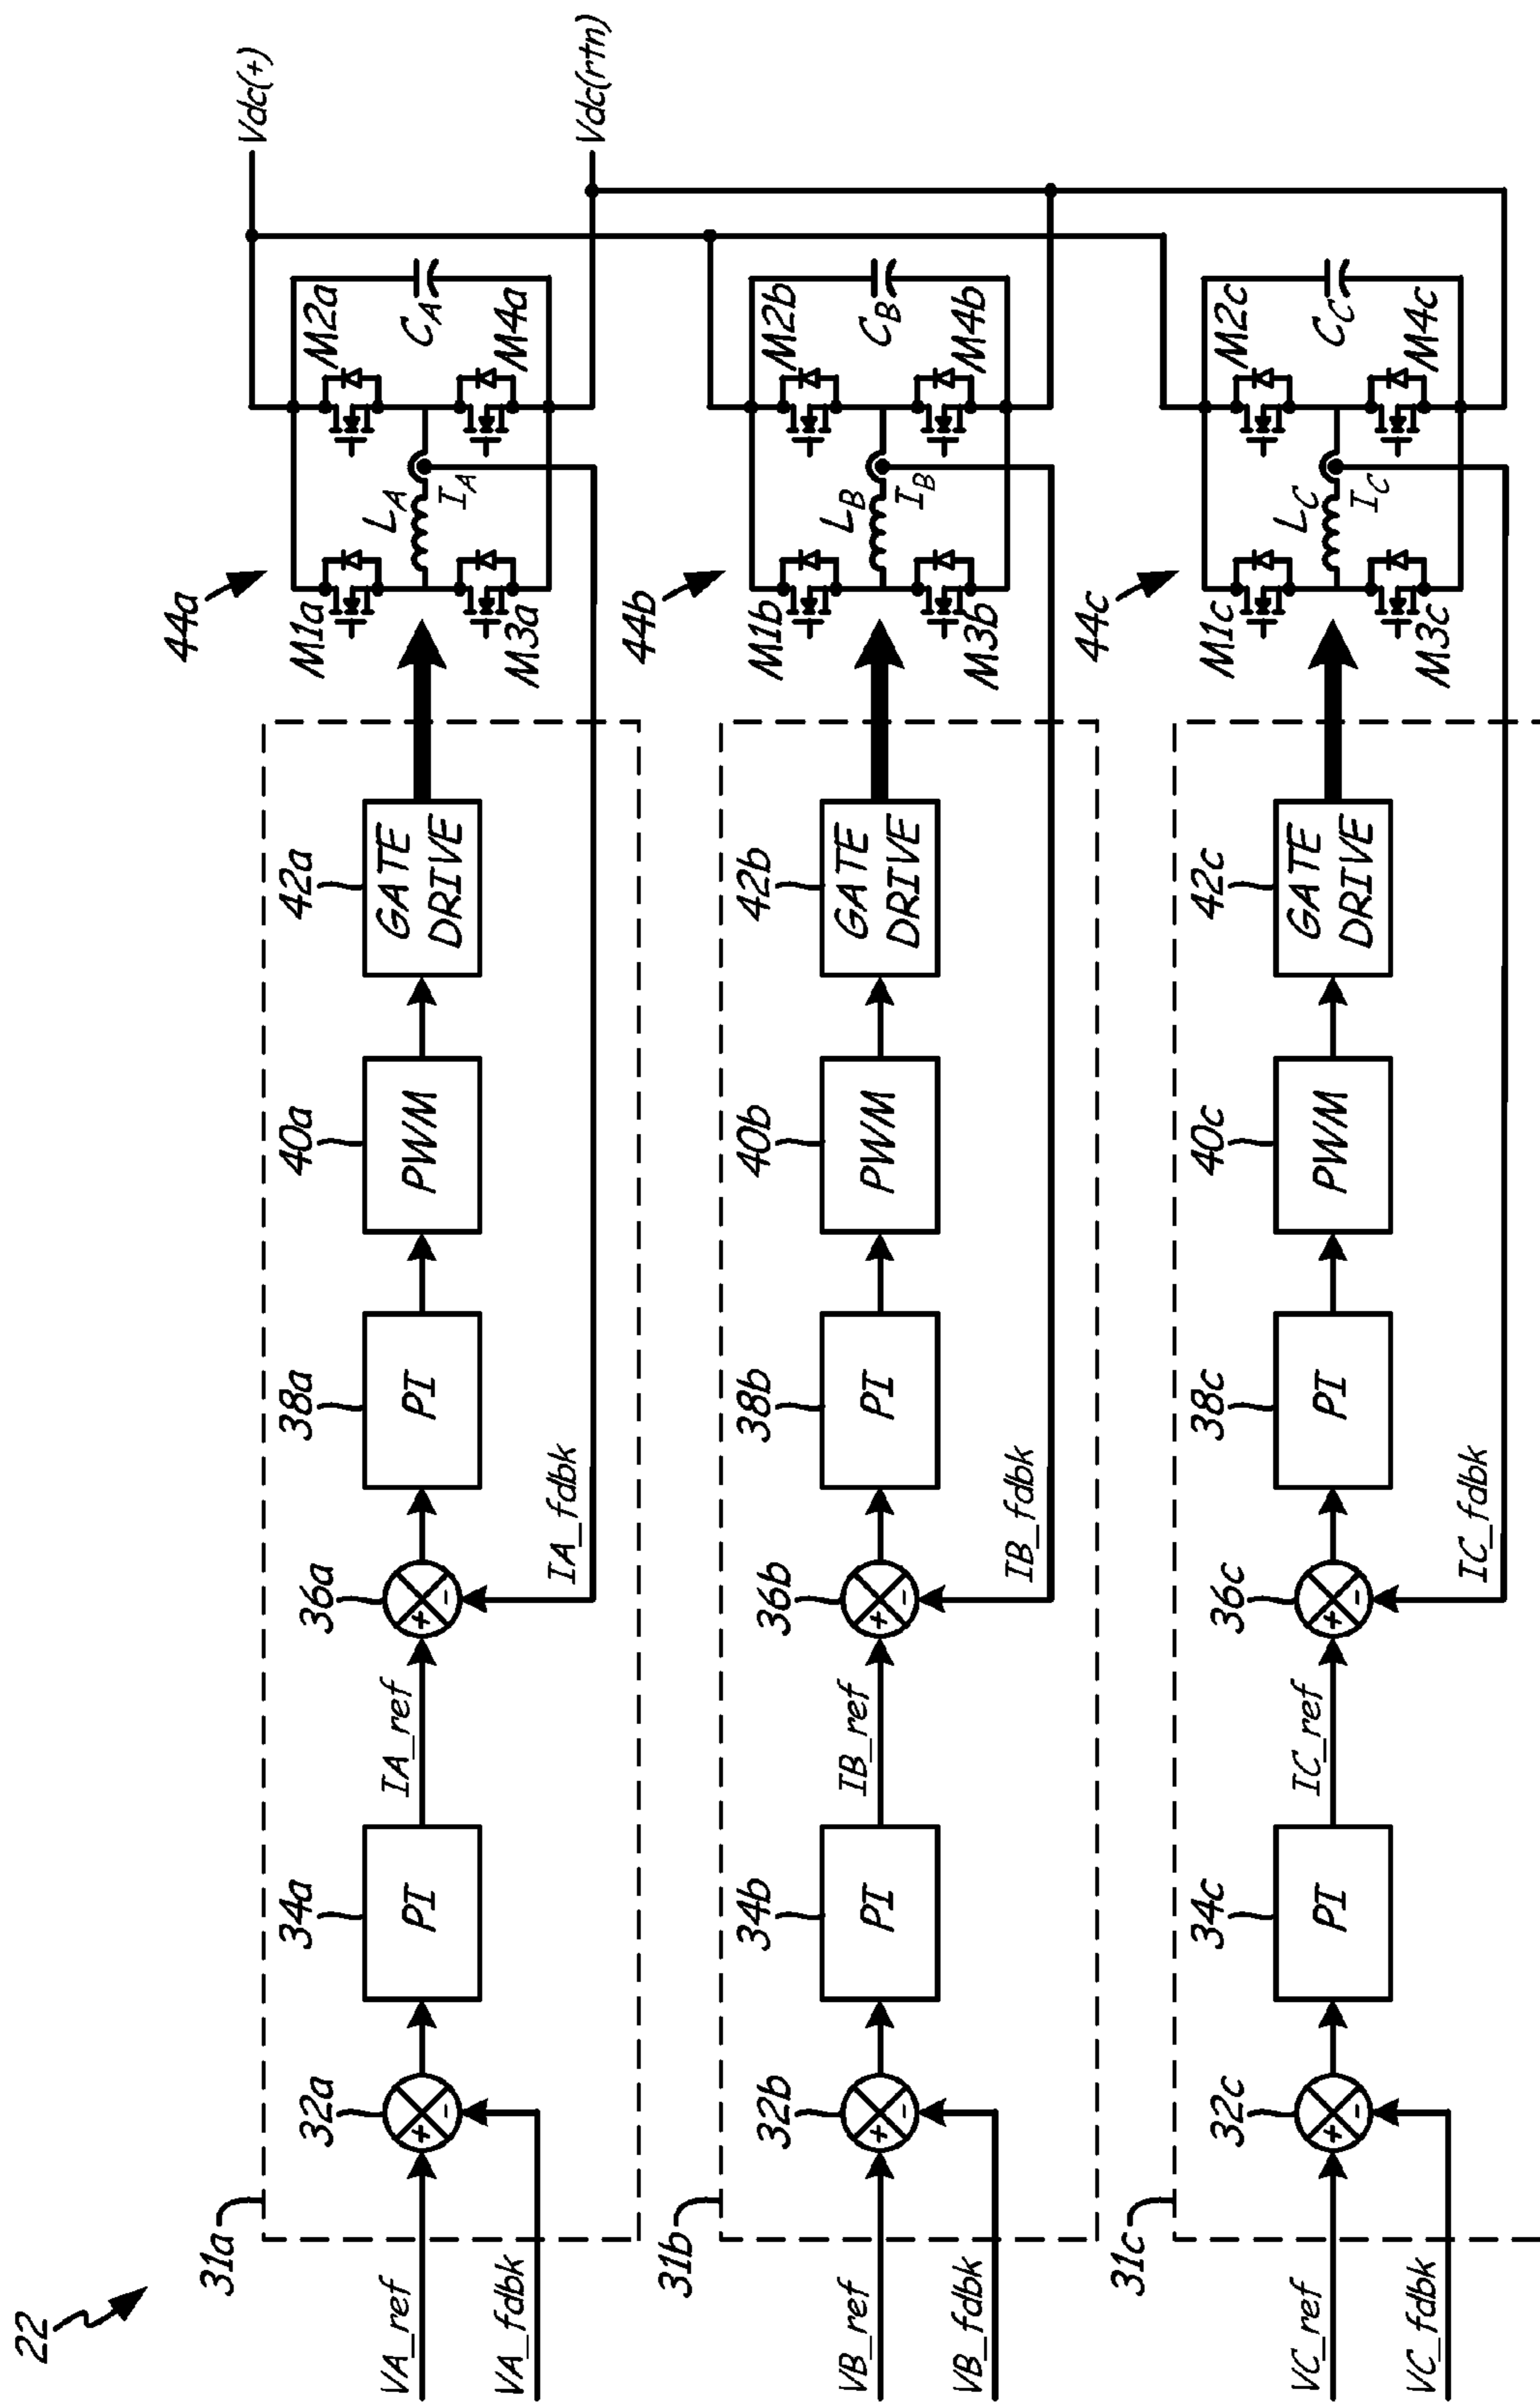 22
31a
VA_ref
VA_fdbk
32a
34a
PI
IA_ref
36a
IA_fdbk
38a
PI
40a
PWM
42a
GATE
DRIVE
44a
M1a
M2a
M3a
M4a
LA
IA
CA
Vdc(+)
Vdc(rtn)
31b
VB_ref
VB_fdbk
32b
34b
PI
IB_ref
36b
IB_fdbk
38b
PI
40b
PWM
42b
GATE
DRIVE
44b
M1b
M2b
M3b
M4b
LB
IB
CB
31c
VC_ref
VC_fdbk
32c
34c
PI
IC_ref
36c
IC_fdbk
38c
PI
40c
PWM
42c
GATE
DRIVE
44c
M1c
M2c
M3c
M4c
LC
IC
CC